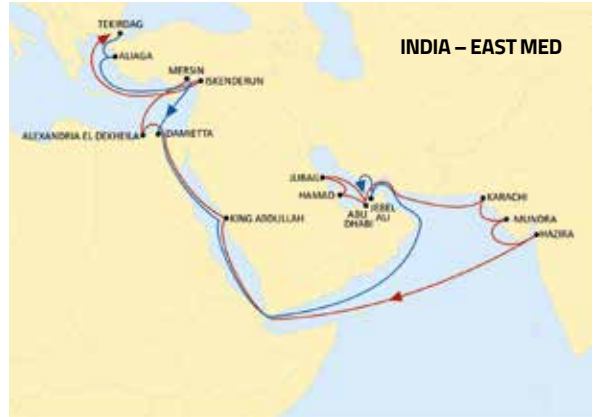 INDIA – EAST MED
TEKIRDAG
ALIAGA
MERSIN
ISKENDERUN
ALEXANDRIA EL DEKHEILA
DAMIETTA
JUBAIL
HAMAD
ABU
DHABI
JEBEL
ALI
KING ABDULLAH
KARACHI
MUNDRA
HAZIRA